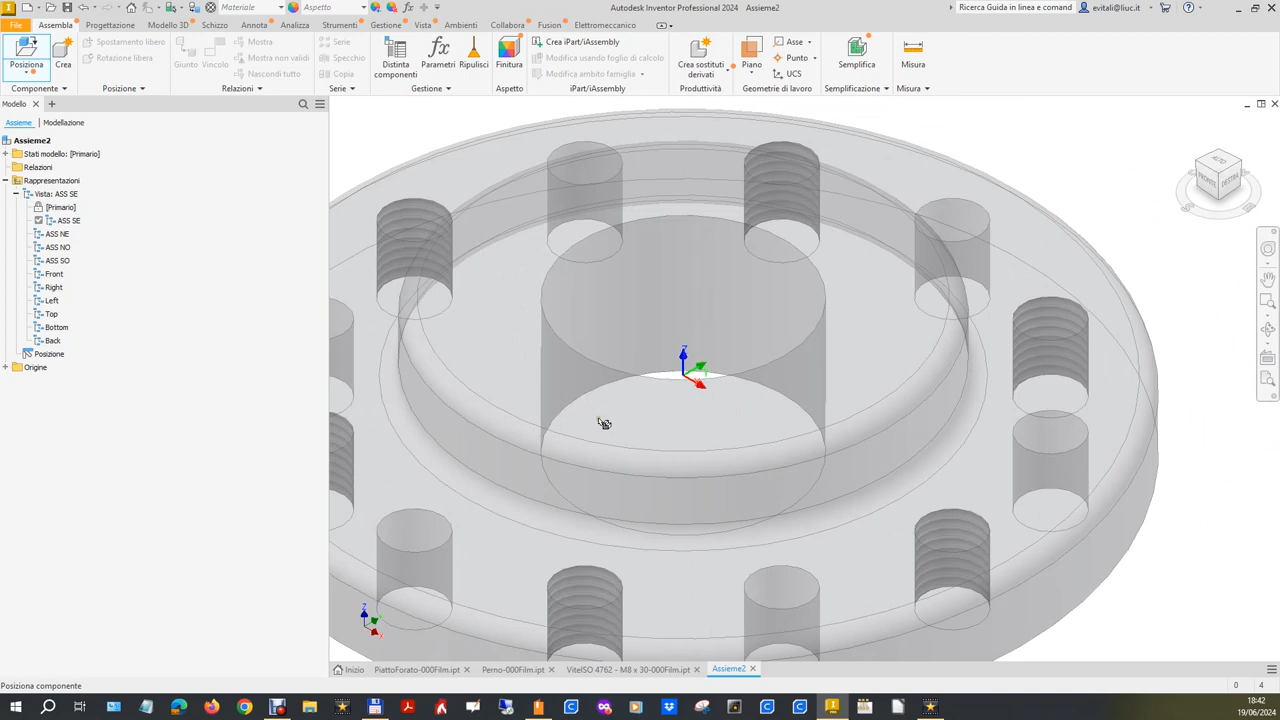 Materiale
Aspetto
Autodesk Inventor Professional 2024 Assieme2
Ricerca Guida in linea e comand
evitali@liuc.it
File
Assembla
Progettazione
Modello 3D
Schizzo
Annota
Analizza
Strumenti
Gestione
Vista
Ambienti
Collabora
Fusion
Elettromeccanico
Posiziona
Crea
Componente
Spostamento libero
Rotazione libera
Posizione
Giunto
Vincolo
Mostra
Mostra non validi
Nascondi tutto
Relazioni
Serie
Specchio
Copia
Serie
Distinta
componenti
Parametri
Ripulisci
Gestione
Finitura
Aspetto
Crea iPart/iAssembly
Modifica usando foglio di calcolo
Modifica ambito famiglia
iPart/iAssembly
Crea sostituti
derivati
Produttività
Piano
Asse
Punto
UCS
Geometrie di lavoro
Semplifica
Semplificazione
Misura
Misura
Modello
Assieme
Modellazione
Assieme2
Stati modello: [Primario]
Relazioni
Rappresentazioni
Vista: ASS SE
[Primario]
ASS SE
ASS NE
ASS NO
ASS SO
Front
Right
Left
Top
Bottom
Back
Posizione
Origine
ALTO
FRONTE
DESTRA
Z
Z
X
Inizio
PiattoForato-000Film.ipt
Perno-000Film.ipt
ViteISO 4762 - M8 x 30-000Film.ipt
Assieme2
Posiziona componente
0
4
18:42
19/06/2024